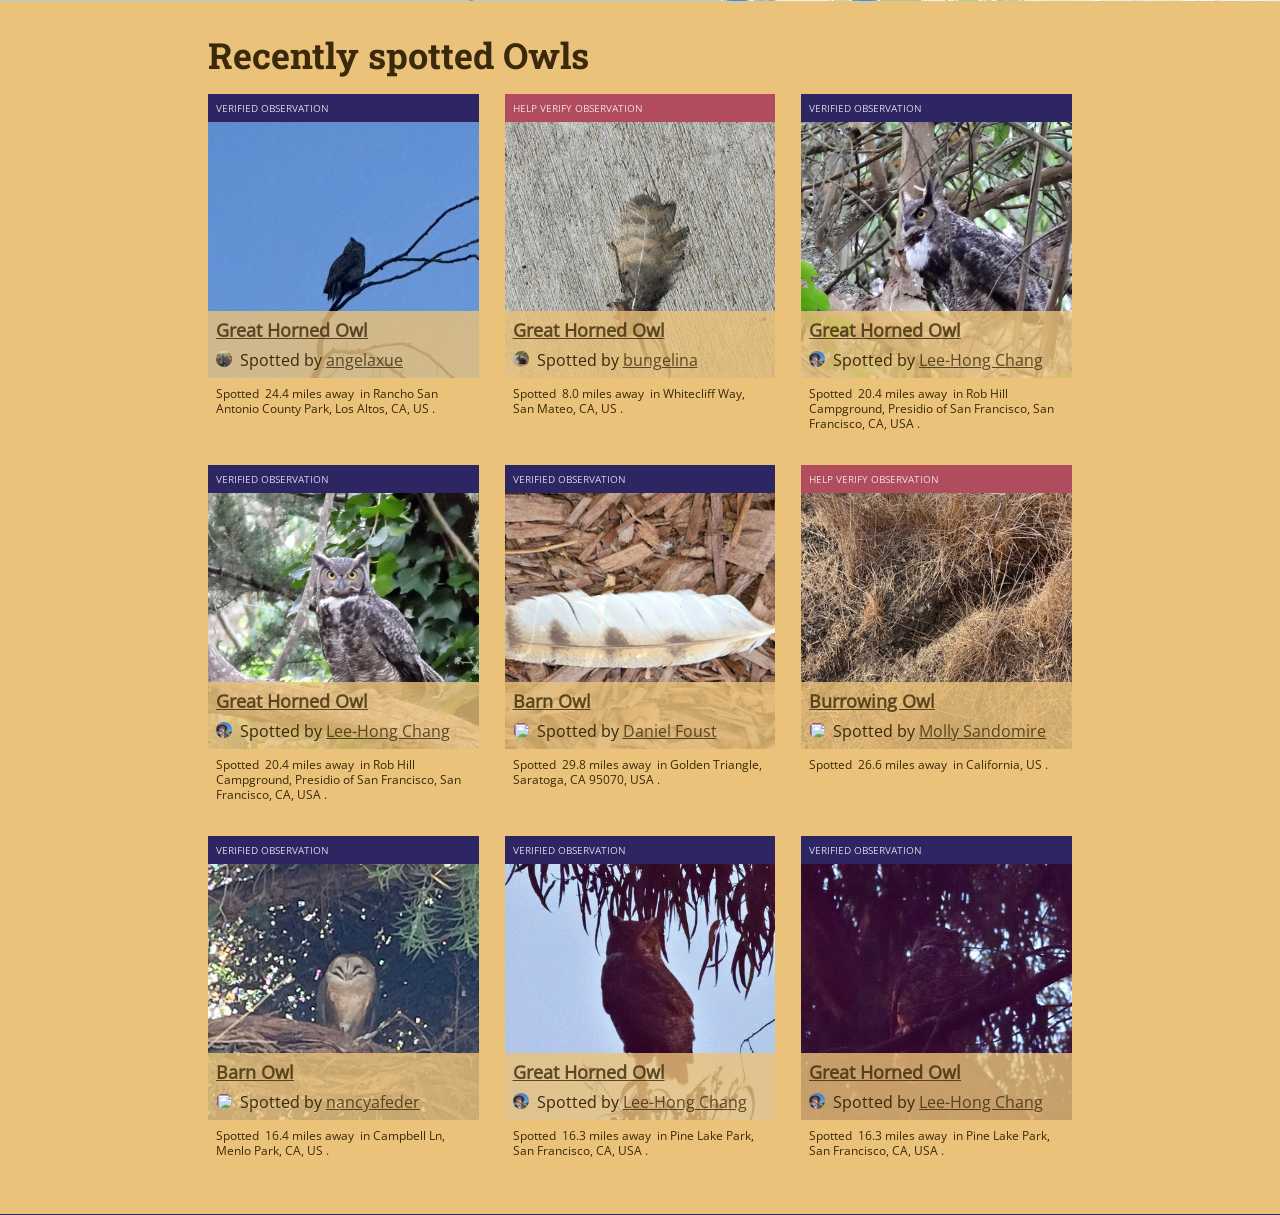 Recently spotted Owls
VERIFIED OBSERVATION
Great Horned Owl
Spotted by angelaxue
Spotted 24.4 miles away in Rancho San
Antonio County Park, Los Altos, CA, US .
HELP VERIFY OBSERVATION
Great Horned Owl
Spotted by bungelina
Spotted 8.0 miles away in Whitecliff Way,
San Mateo, CA, US .
VERIFIED OBSERVATION
Great Horned Owl
Spotted by Lee-Hong Chang
Spotted 20.4 miles away in Rob Hill
Campground, Presidio of San Francisco, San
Francisco, CA, USA .
VERIFIED OBSERVATION
Great Horned Owl
Spotted by Lee-Hong Chang
Spotted 20.4 miles away in Rob Hill
Campground, Presidio of San Francisco, San
Francisco, CA, USA .
VERIFIED OBSERVATION
Barn Owl
Spotted by Daniel Foust
Spotted 29.8 miles away in Golden Triangle,
Saratoga, CA 95070, USA .
HELP VERIFY OBSERVATION
Burrowing Owl
Spotted by Molly Sandomire
Spotted 26.6 miles away in California, US .
VERIFIED OBSERVATION
Barn Owl
Spotted by nancyafeder
Spotted 16.4 miles away in Campbell Ln,
Menlo Park, CA, US .
VERIFIED OBSERVATION
Great Horned Owl
Spotted by Lee-Hong Chang
Spotted 16.3 miles away in Pine Lake Park,
San Francisco, CA, USA .
VERIFIED OBSERVATION
Great Horned Owl
Spotted by Lee-Hong Chang
Spotted 16.3 miles away in Pine Lake Park,
San Francisco, CA, USA .